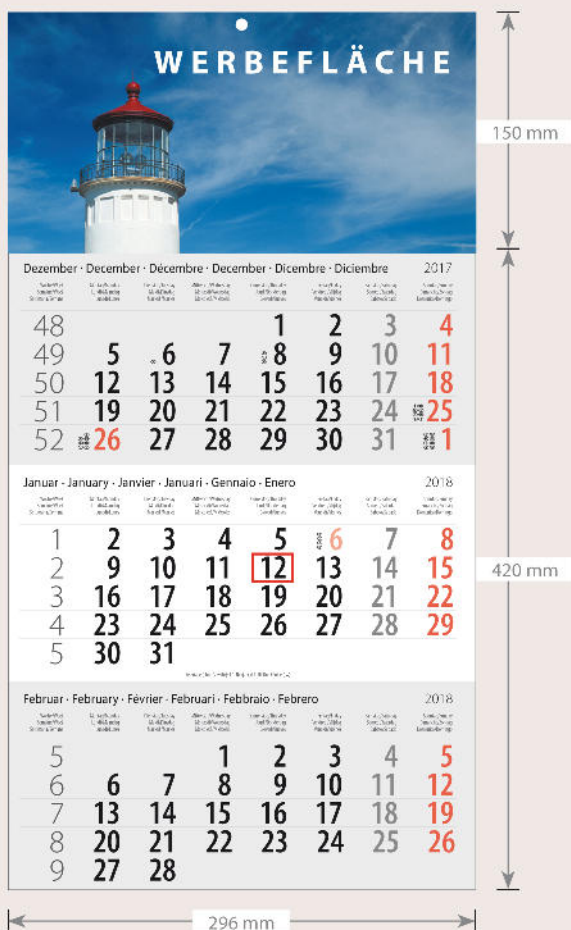 WERBEFLÄCHE
150 mm
Dezember · December · Décembre · December · Dicembre · Diciembre 2017
48 1 2 3 4
49 5 6 7 8 9 10 11
50 12 13 14 15 16 17 18
51 19 20 21 22 23 24 25
52 26 27 28 29 30 31 1
Januar · January · Janvier · Januari · Gennaio · Enero 2018
1 2 3 4 5 6 7 8
2 9 10 11 12 13 14 15
420 mm
3 16 17 18 19 20 21 22
4 23 24 25 26 27 28 29
5 30 31
Februar · February · Février · Februari · Febbraio · Febrero 2018
5 1 2 3 4 5
6 6 7 8 9 10 11 12
7 13 14 15 16 17 18 19
8 20 21 22 23 24 25 26
9 27 28
296 mm